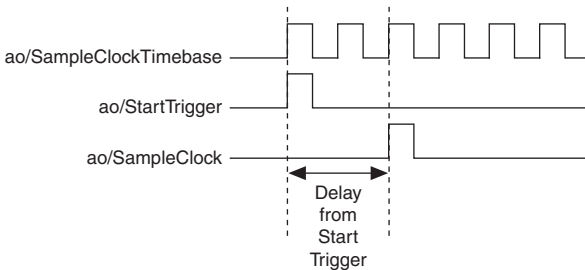 ao/SampleClockTimebase
ao/StartTrigger
ao/SampleClock
Delay
from
Start
Trigger